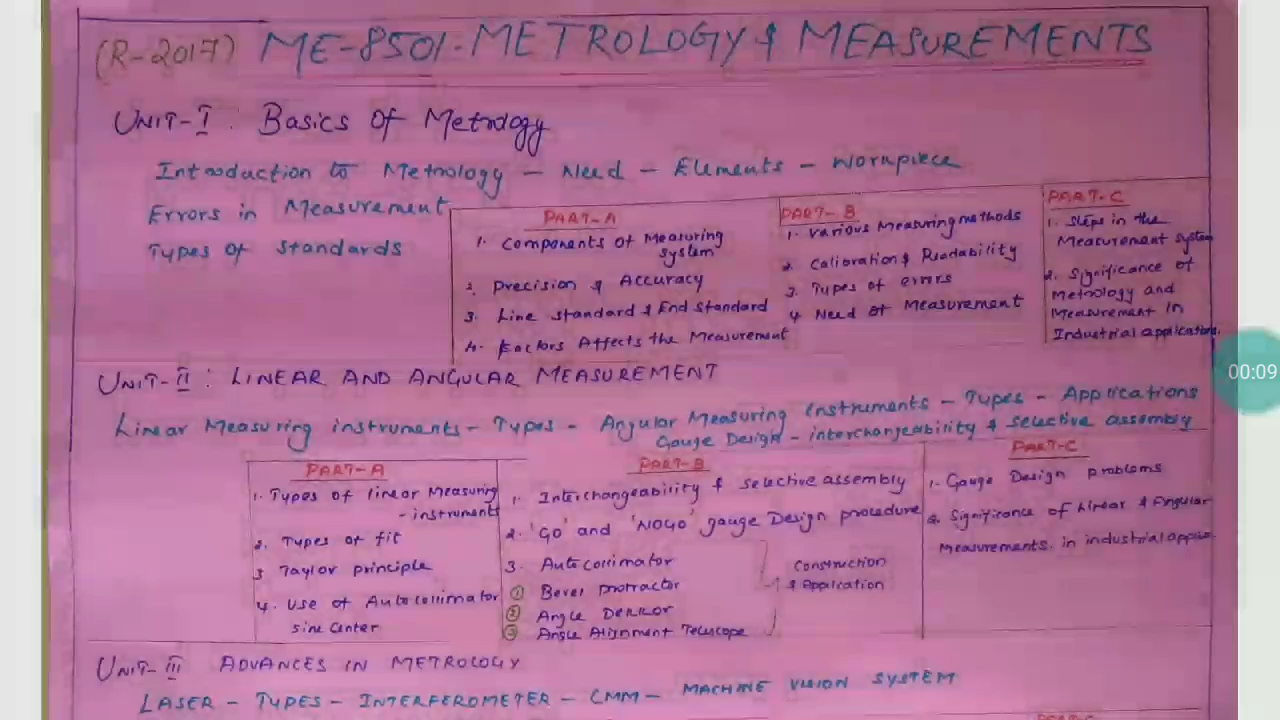 (R-2017) ME-8501-METROLOGY & MEASUREMENTS
UNIT-I: Basics Of Metrology
Introduction to Metrology - Need - Elements - Workpiece
Errors in Measurement
Types of Standards
PART-A
1. Components of Measuring
system
2. Precision & Accuracy
3. Line Standard & End Standard
4. Factors Affects the Measurement
PART-B
1. Various Measuring methods
2. Calibration & Readability
3. Types of errors
4. Need of Measurement
PART-C
1. Steps in the
Measurement system
2. Significance of
Metrology and
Measurement in
Industrial application.
UNIT-II: LINEAR AND ANGULAR MEASUREMENT
Linear Measuring instruments - Types - Angular Measuring Instruments - Types - Applications
Gauge Design - interchangeability & selective assembly
PART-A
1. Types of linear Measuring
- instruments
2. Types of fit
3 Taylor principle
4. Use of Autocollimator
sine center
PART-B
1. Interchangeability & selective assembly
2. 'GO' and 'NOGO' gauge Design procedure
3. Autocollimator
① Bevel protractor
② Angle
③ Angle Alignment Telescope
Construction
& Application
PART-C
1. Gauge Design problems
2. Significance of Linear & Angular
Measurements in industrial
UNIT-III ADVANCES IN METROLOGY
LASER - TYPES - INTERFEROMETER - CMM - MACHINE VISION SYSTEM
00:09